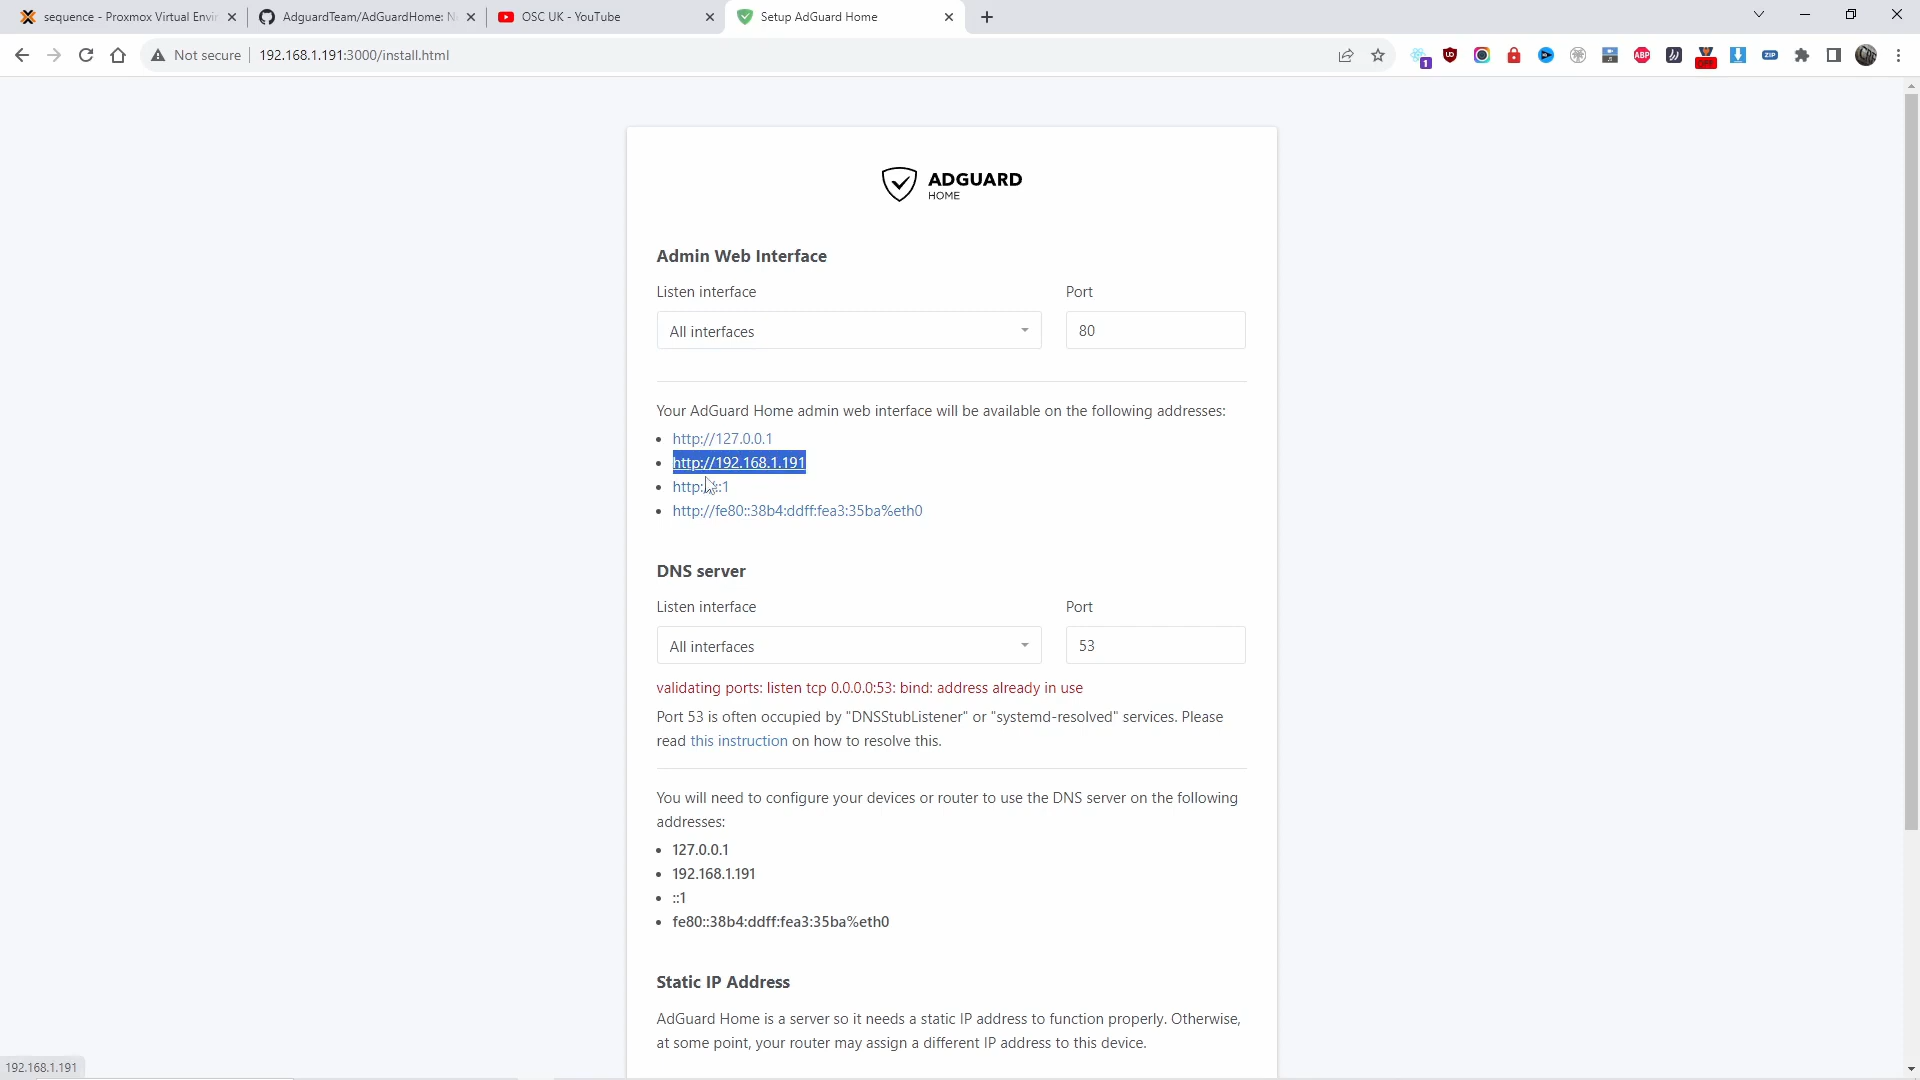 sequence - Proxmox Virtual Envir
AdguardTeam/AdGuardHome: N
OSC UK - YouTube
Setup AdGuard Home
Not secure
192.168.1.191:3000/install.html
1
ABP
ZIP
ADGUARD
HOME
Admin Web Interface
Listen interface
Port
All interfaces
80
Your AdGuard Home admin web interface will be available on the following addresses:
http://127.0.0.1
http://192.168.1.191
http://::1
http://fe80::38b4:ddff:fea3:35ba%eth0
DNS server
Listen interface
Port
All interfaces
53
validating ports: listen tcp 0.0.0.0:53: bind: address already in use
Port 53 is often occupied by "DNSStubListener" or "systemd-resolved" services. Please
read this instruction on how to resolve this.
You will need to configure your devices or router to use the DNS server on the following
addresses:
127.0.0.1
192.168.1.191
::1
fe80::38b4:ddff:fea3:35ba%eth0
Static IP Address
AdGuard Home is a server so it needs a static IP address to function properly. Otherwise,
at some point, your router may assign a different IP address to this device.
192.168.1.191